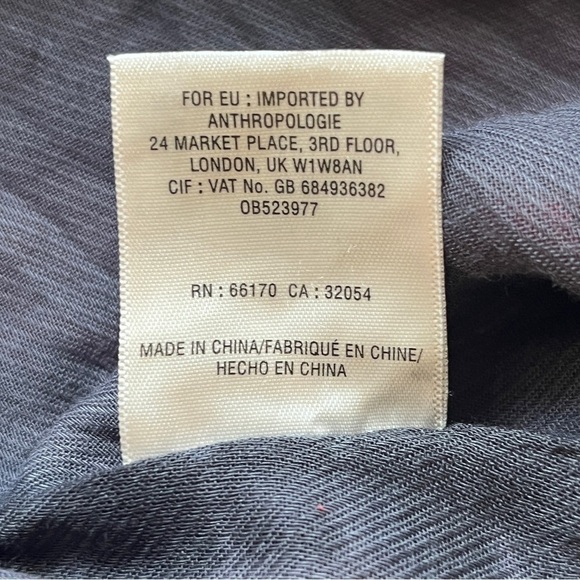 FOR EU : IMPORTED BY
ANTHROPOLOGIE
24 MARKET PLACE, 3RD FLOOR,
LONDON, UK W1W8AN
CIF : VAT No. GB 684936382
OB523977
RN : 66170 CA : 32054
MADE IN CHINA/FABRIQUÉ EN CHINE/
HECHO EN CHINA